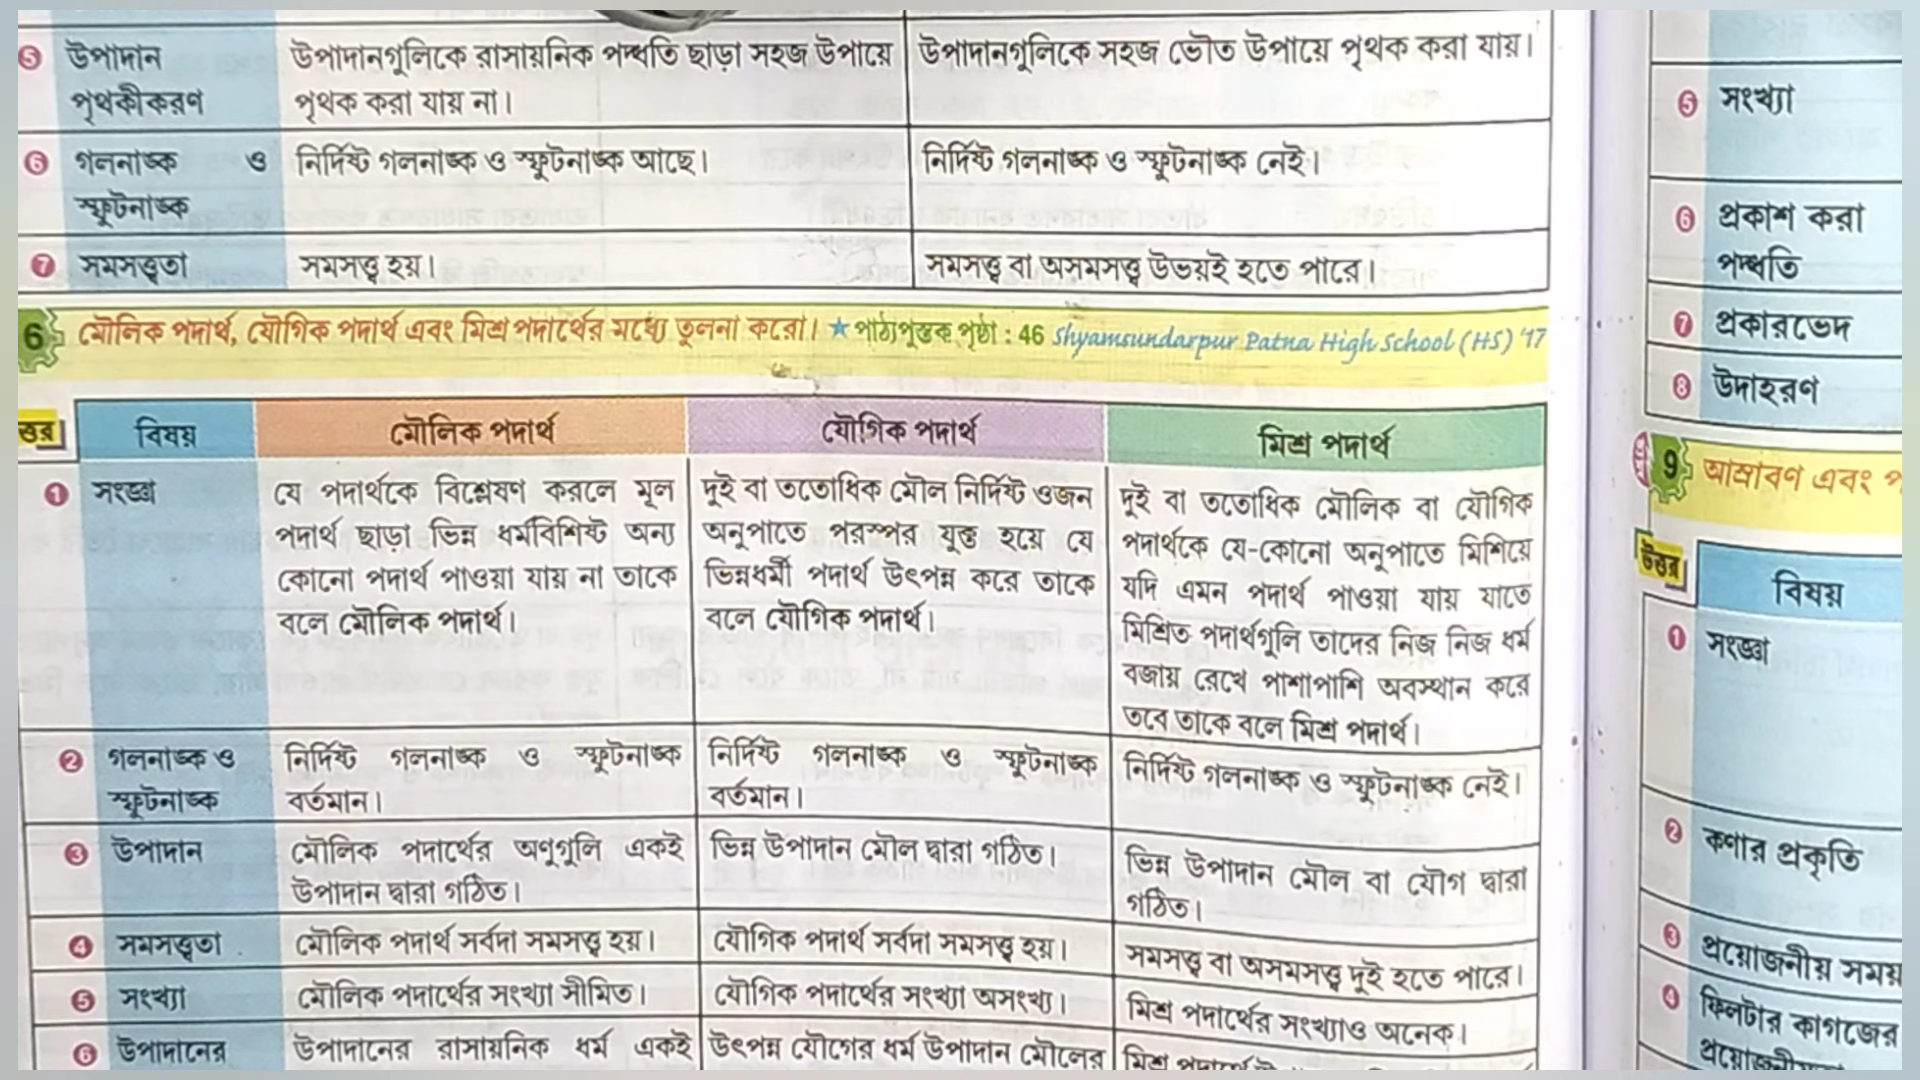 5 উপাদান উপাদানগুলিকে রাসায়নিক পদ্ধতি ছাড়া সহজ উপায়ে উপাদানগুলিকে সহজ ভৌত উপায়ে পৃথক করা যায়।
পৃথকীকরণ পৃথক করা যায় না।
6 গলনাঙ্ক ও নির্দিষ্ট গলনাঙ্ক ও স্ফুটনাঙ্ক আছে। নির্দিষ্ট গলনাঙ্ক ও স্ফুটনাঙ্ক নেই।
স্ফুটনাঙ্ক
7 সমসত্ত্বতা সমসত্ত্ব হয়। সমসত্ত্ব বা অসমসত্ত্ব উভয়ই হতে পারে।
6 মৌলিক পদার্থ, যৌগিক পদার্থ এবং মিশ্র পদার্থের মধ্যে তুলনা করো। ★ পাঠ্যপুস্তক পৃষ্ঠা : 46 Shyamsundarpur Patna High School (HS) '17
ত্তর বিষয় মৌলিক পদার্থ যৌগিক পদার্থ মিশ্র পদার্থ
1 সংজ্ঞা
যে পদার্থকে বিশ্লেষণ করলে মূল
পদার্থ ছাড়া ভিন্ন ধর্মবিশিষ্ট অন্য
কোনো পদার্থ পাওয়া যায় না তাকে
বলে মৌলিক পদার্থ।
দুই বা ততোধিক মৌল নির্দিষ্ট ওজন
অনুপাতে পরস্পর যুক্ত হয়ে যে
ভিন্নধর্মী পদার্থ উৎপন্ন করে তাকে
বলে যৌগিক পদার্থ।
দুই বা ততোধিক মৌলিক বা যৌগিক
পদার্থকে যে-কোনো অনুপাতে মিশিয়ে
যদি এমন পদার্থ পাওয়া যায় যাতে
মিশ্রিত পদার্থগুলি তাদের নিজ নিজ ধর্ম
বজায় রেখে পাশাপাশি অবস্থান করে
তবে তাকে বলে মিশ্র পদার্থ।
2 গলনাঙ্ক ও
স্ফুটনাঙ্ক
নির্দিষ্ট গলনাঙ্ক ও স্ফুটনাঙ্ক
বর্তমান।
নির্দিষ্ট গলনাঙ্ক ও স্ফুটনাঙ্ক
বর্তমান।
নির্দিষ্ট গলনাঙ্ক ও স্ফুটনাঙ্ক নেই।
3 উপাদান
মৌলিক পদার্থের অণুগুলি একই
উপাদান দ্বারা গঠিত।
ভিন্ন উপাদান মৌল দ্বারা গঠিত।
ভিন্ন উপাদান মৌল বা যৌগ দ্বারা
গঠিত।
4 সমসত্ত্বতা মৌলিক পদার্থ সর্বদা সমসত্ত্ব হয়। যৌগিক পদার্থ সর্বদা সমসত্ত্ব হয়। সমসত্ত্ব বা অসমসত্ত্ব দুই হতে পারে।
5 সংখ্যা মৌলিক পদার্থের সংখ্যা সীমিত। যৌগিক পদার্থের সংখ্যা অসংখ্য। মিশ্র পদার্থের সংখ্যাও অনেক।
6 উপাদানের উপাদানের রাসায়নিক ধর্ম একই উৎপন্ন যৌগের ধর্ম উপাদান মৌলের মিশ্র
5 সংখ্যা
6 প্রকাশ করা
পদ্ধতি
7 প্রকারভেদ
8 উদাহরণ
9 আস্রাবণ এবং প
উত্তর বিষয়
1 সংজ্ঞা
2 কণার প্রকৃতি
3 প্রয়োজনীয় সময়
4 ফিলটার কাগজের